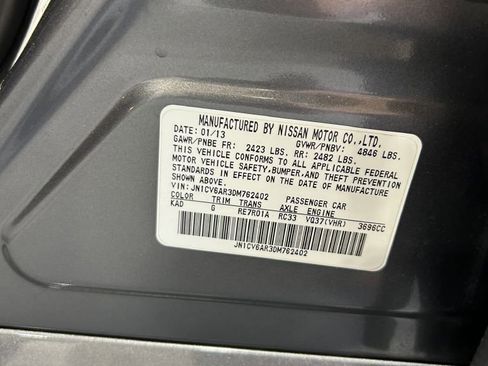 MANUFACTURED BY NISSAN MOTOR CO.,LTD.
DATE: 01/13 GVWR/PNBV: 4846 LBS.
GAWR/PNBE FR: 2423 LBS. RR: 2482 LBS.
THIS VEHICLE CONFORMS TO ALL APPLICABLE FEDERAL
MOTOR VEHICLE SAFETY,BUMPER,AND THEFT PREVENTION
STANDARDS IN EFFECT ON THE DATE OF MANUFACTURE
SHOWN ABOVE.
VIN: JN1CV6AR3DM762402 PASSENGER CAR
COLOR TRIM TRANS AXLE ENGINE
KAD G RE7R01A RC33 VQ37(VHR) 3696CC
JN1CV6AR3DM762402